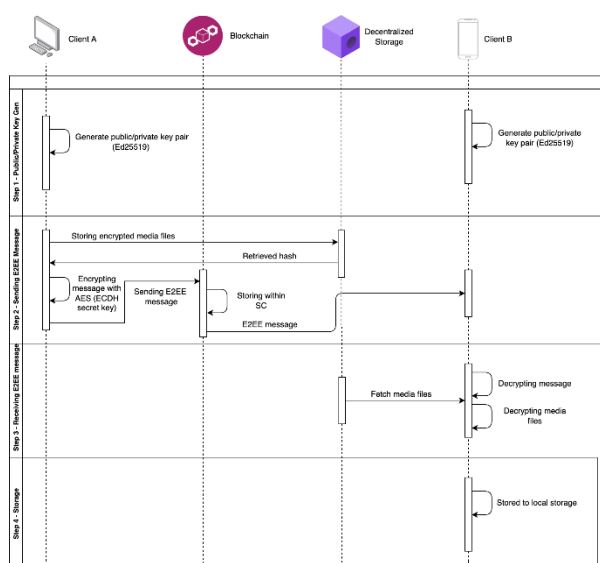 Client A
Blockchain
Decentralized
Storage
Client B
Step 1 - Public/Private Key Gen
Generate public/private key pair
(Ed25519)
Generate public/private
key pair (Ed25519)
Step 2 - Sending E2EE Message
Storing encrypted media files
Retrieved hash
Encrypting
message with
AES (ECDH
secret key)
Sending E2EE
message
Storing within
SC
E2EE message
Step 3 - Receiving E2EE message
Fetch media files
Decrypting message
Decrypting media
files
Step 4 - Storage
Stored to local storage